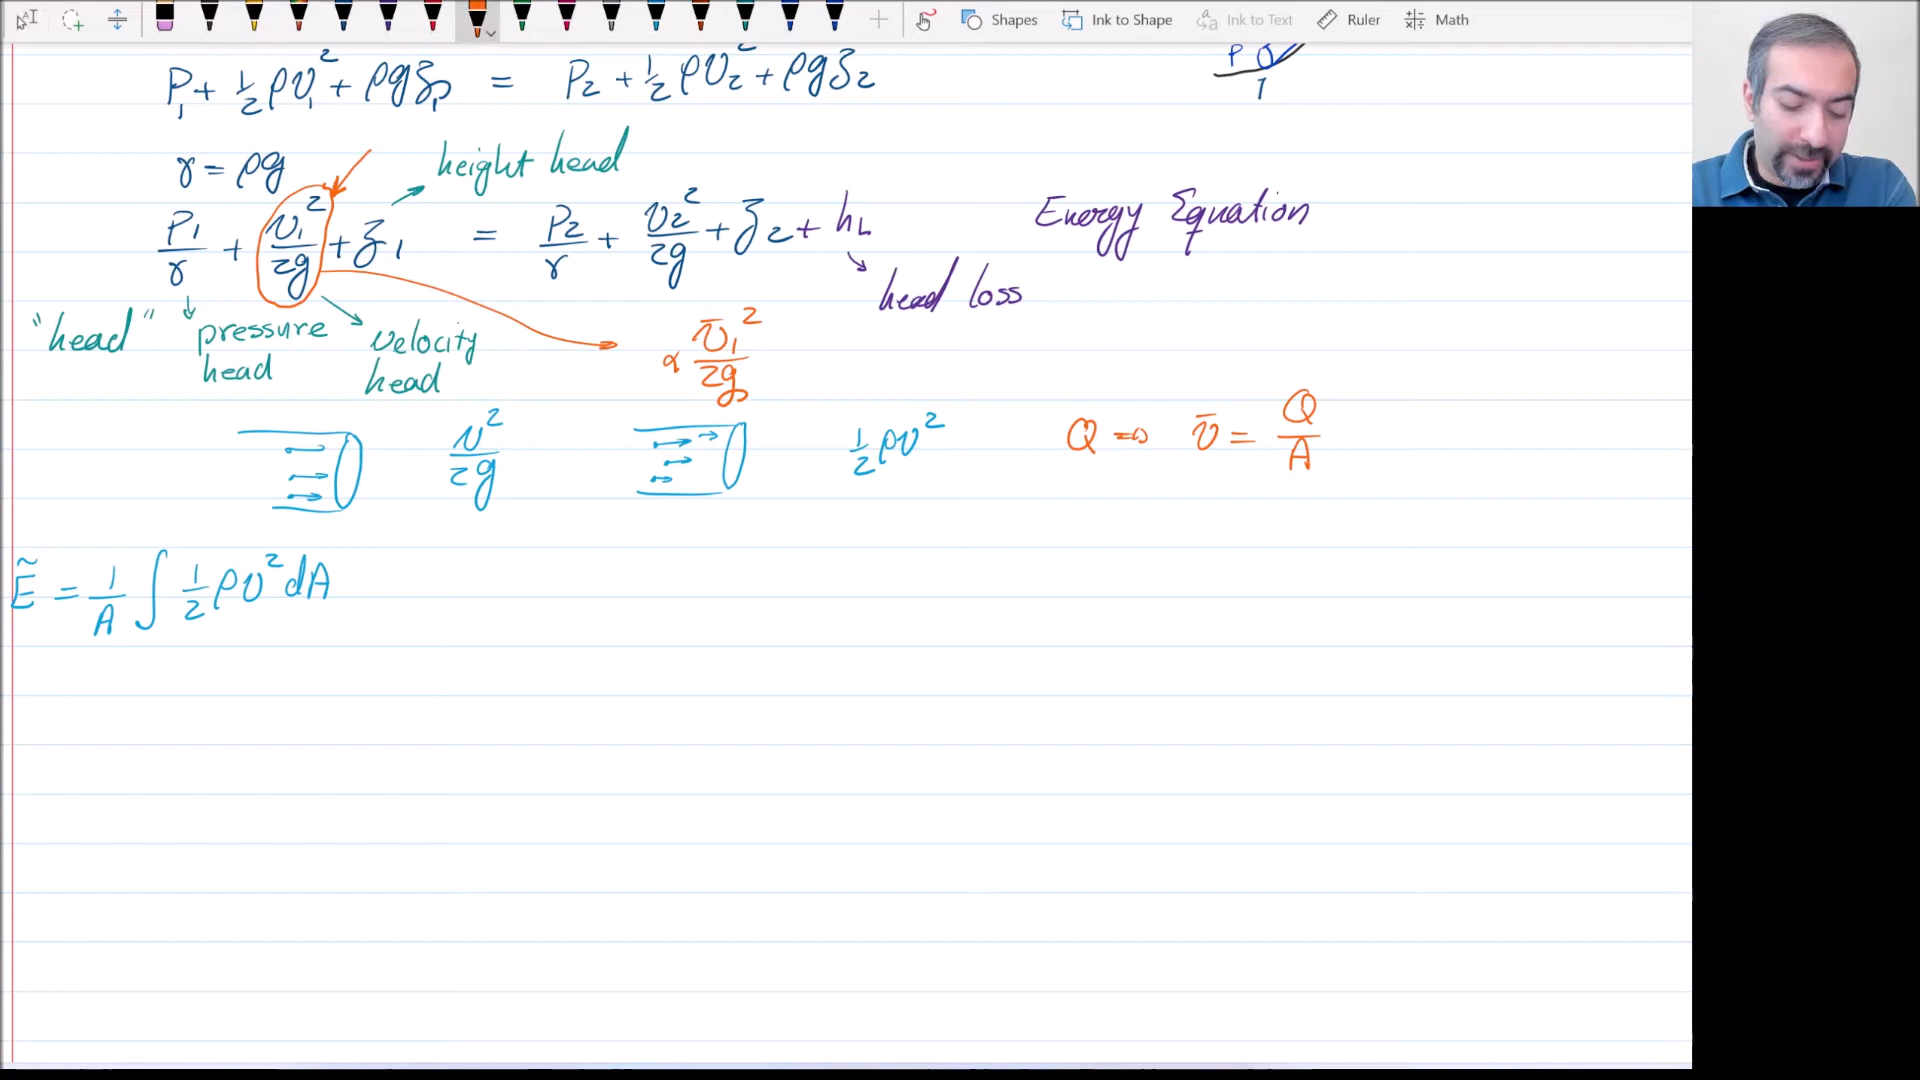 Shapes Ink to Shape Ink to Text Ruler Math
P₁ + ½ρv₁² + ρgz₁ = P₂ + ½ρv₂² + ρgz₂
γ = ρg
height head
P₁/γ + v₁²/2g + z₁ = P₂/γ + v₂²/2g + z₂ + hL
Energy Equation
head loss
"head"
pressure head
velocity head
α v̄₁²/2g
v²/2g
½ρv²
Q ⇒ v̄ = Q/A
Ẽ = 1/A ∫ ½ρv² dA